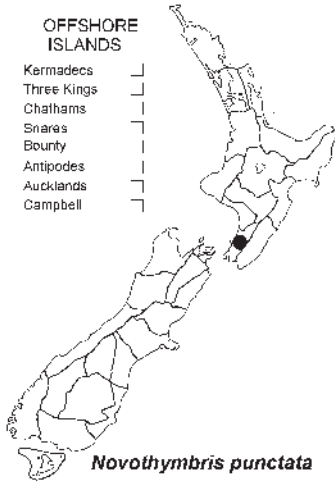 OFFSHORE
ISLANDS
Kermadecs
Three Kings
Chathams
Snares
Bounty
Antipodes
Aucklands
Campbell
Novothymbris punctata